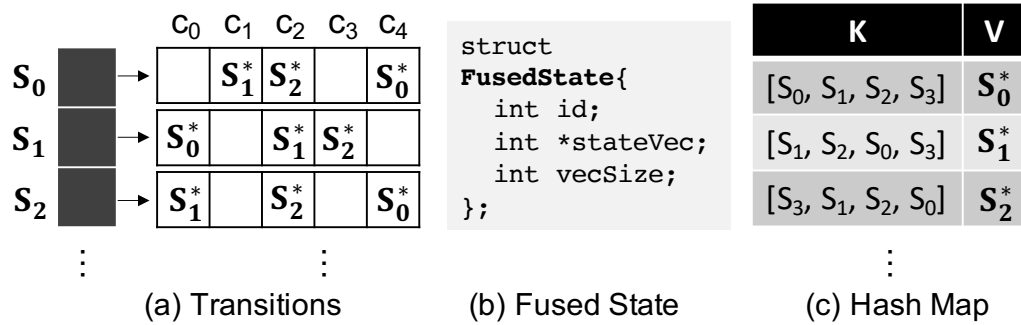 c₀ c₁ c₂ c₃ c₄
S₀ S₁* S₂* S₀*
S₁ S₀* S₁* S₂*
S₂ S₁* S₂* S₀*
⋮ ⋮
(a) Transitions
struct
FusedState{
int id;
int *stateVec;
int vecSize;
};
(b) Fused State
K V
[S₀, S₁, S₂, S₃] S₀*
[S₁, S₂, S₀, S₃] S₁*
[S₃, S₁, S₂, S₀] S₂*
⋮
(c) Hash Map